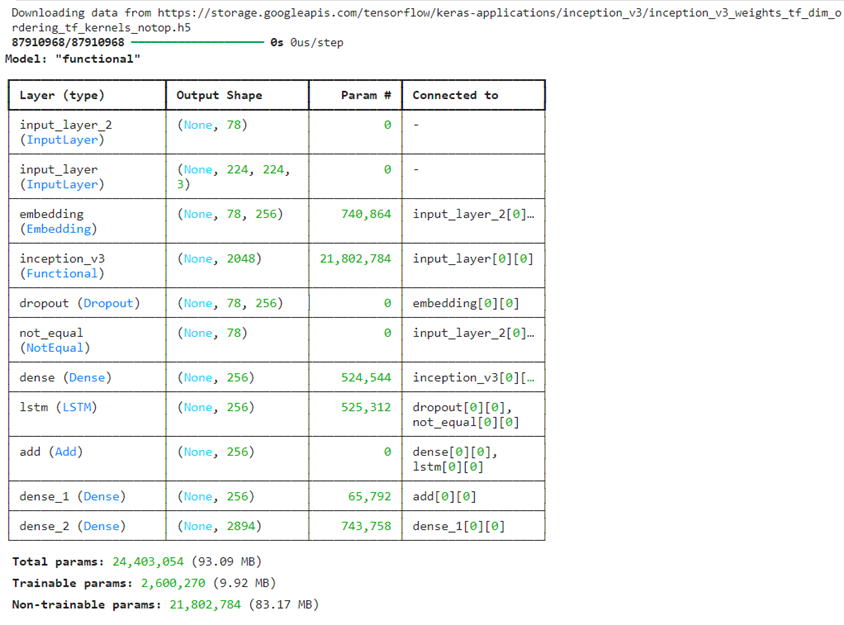 Downloading data from https://storage.googleapis.com/tensorflow/keras-applications/inception_v3/inception_v3_weights_tf_dim_o
rdering_tf_kernels_notop.h5
87910968/87910968 ━━━━━━━━━━━━━━━━━━━━ 0s 0us/step
Model: "functional"
Layer (type) Output Shape Param # Connected to
input_layer_2 (None, 78) 0 -
(InputLayer)
input_layer (None, 224, 224, 0 -
(InputLayer) 3)
embedding (None, 78, 256) 740,864 input_layer_2[0]…
(Embedding)
inception_v3 (None, 2048) 21,802,784 input_layer[0][0]
(Functional)
dropout (Dropout) (None, 78, 256) 0 embedding[0][0]
not_equal (None, 78) 0 input_layer_2[0]…
(NotEqual)
dense (Dense) (None, 256) 524,544 inception_v3[0][…
lstm (LSTM) (None, 256) 525,312 dropout[0][0],
not_equal[0][0]
add (Add) (None, 256) 0 dense[0][0],
lstm[0][0]
dense_1 (Dense) (None, 256) 65,792 add[0][0]
dense_2 (Dense) (None, 2894) 743,758 dense_1[0][0]
Total params: 24,403,054 (93.09 MB)
Trainable params: 2,600,270 (9.92 MB)
Non-trainable params: 21,802,784 (83.17 MB)